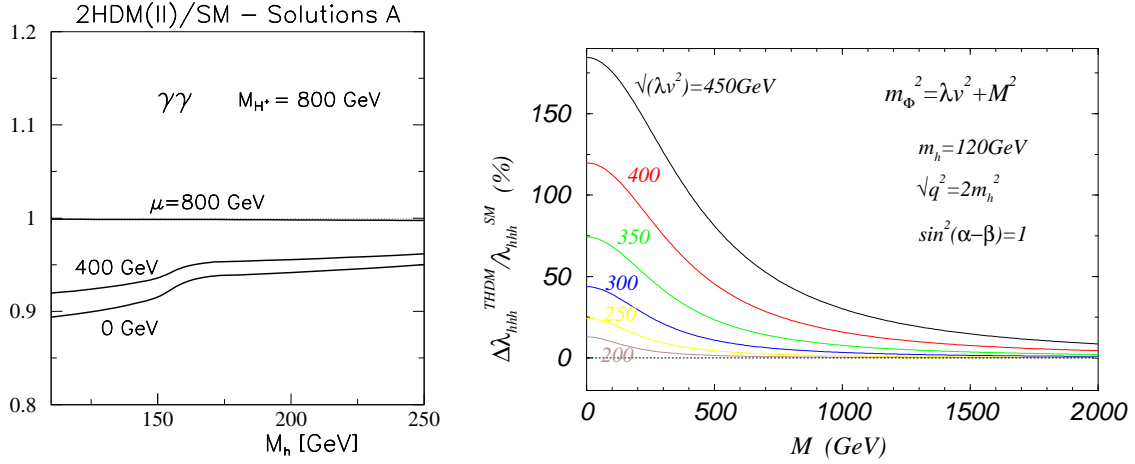 2HDM(II)/SM – Solutions A
1.2
1.1
1
0.9
0.8
γγ M_H⁺ = 800 GeV
μ=800 GeV
400 GeV
0 GeV
150
200
250
M_h [GeV]
Δλ_hhh^THDM/λ_hhh^SM (%)
150
100
50
0
√(λv²)=450GeV
400
350
300
250
200
m_Φ²=λv²+M²
m_h=120GeV
√q²=2m_h²
sin²(α−β)=1
0
500
1000
1500
2000
M (GeV)